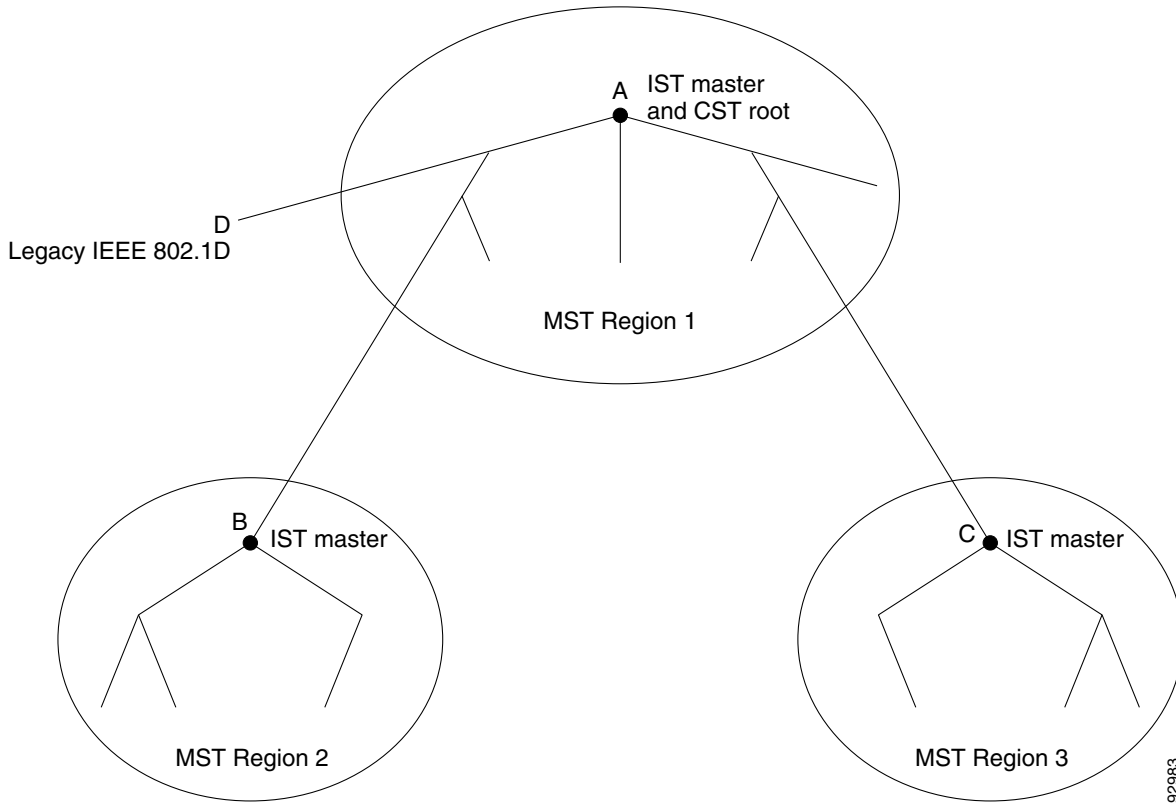 A
IST master
and CST root
D
Legacy IEEE 802.1D
MST Region 1
B
IST master
C
IST master
MST Region 2
MST Region 3
92983